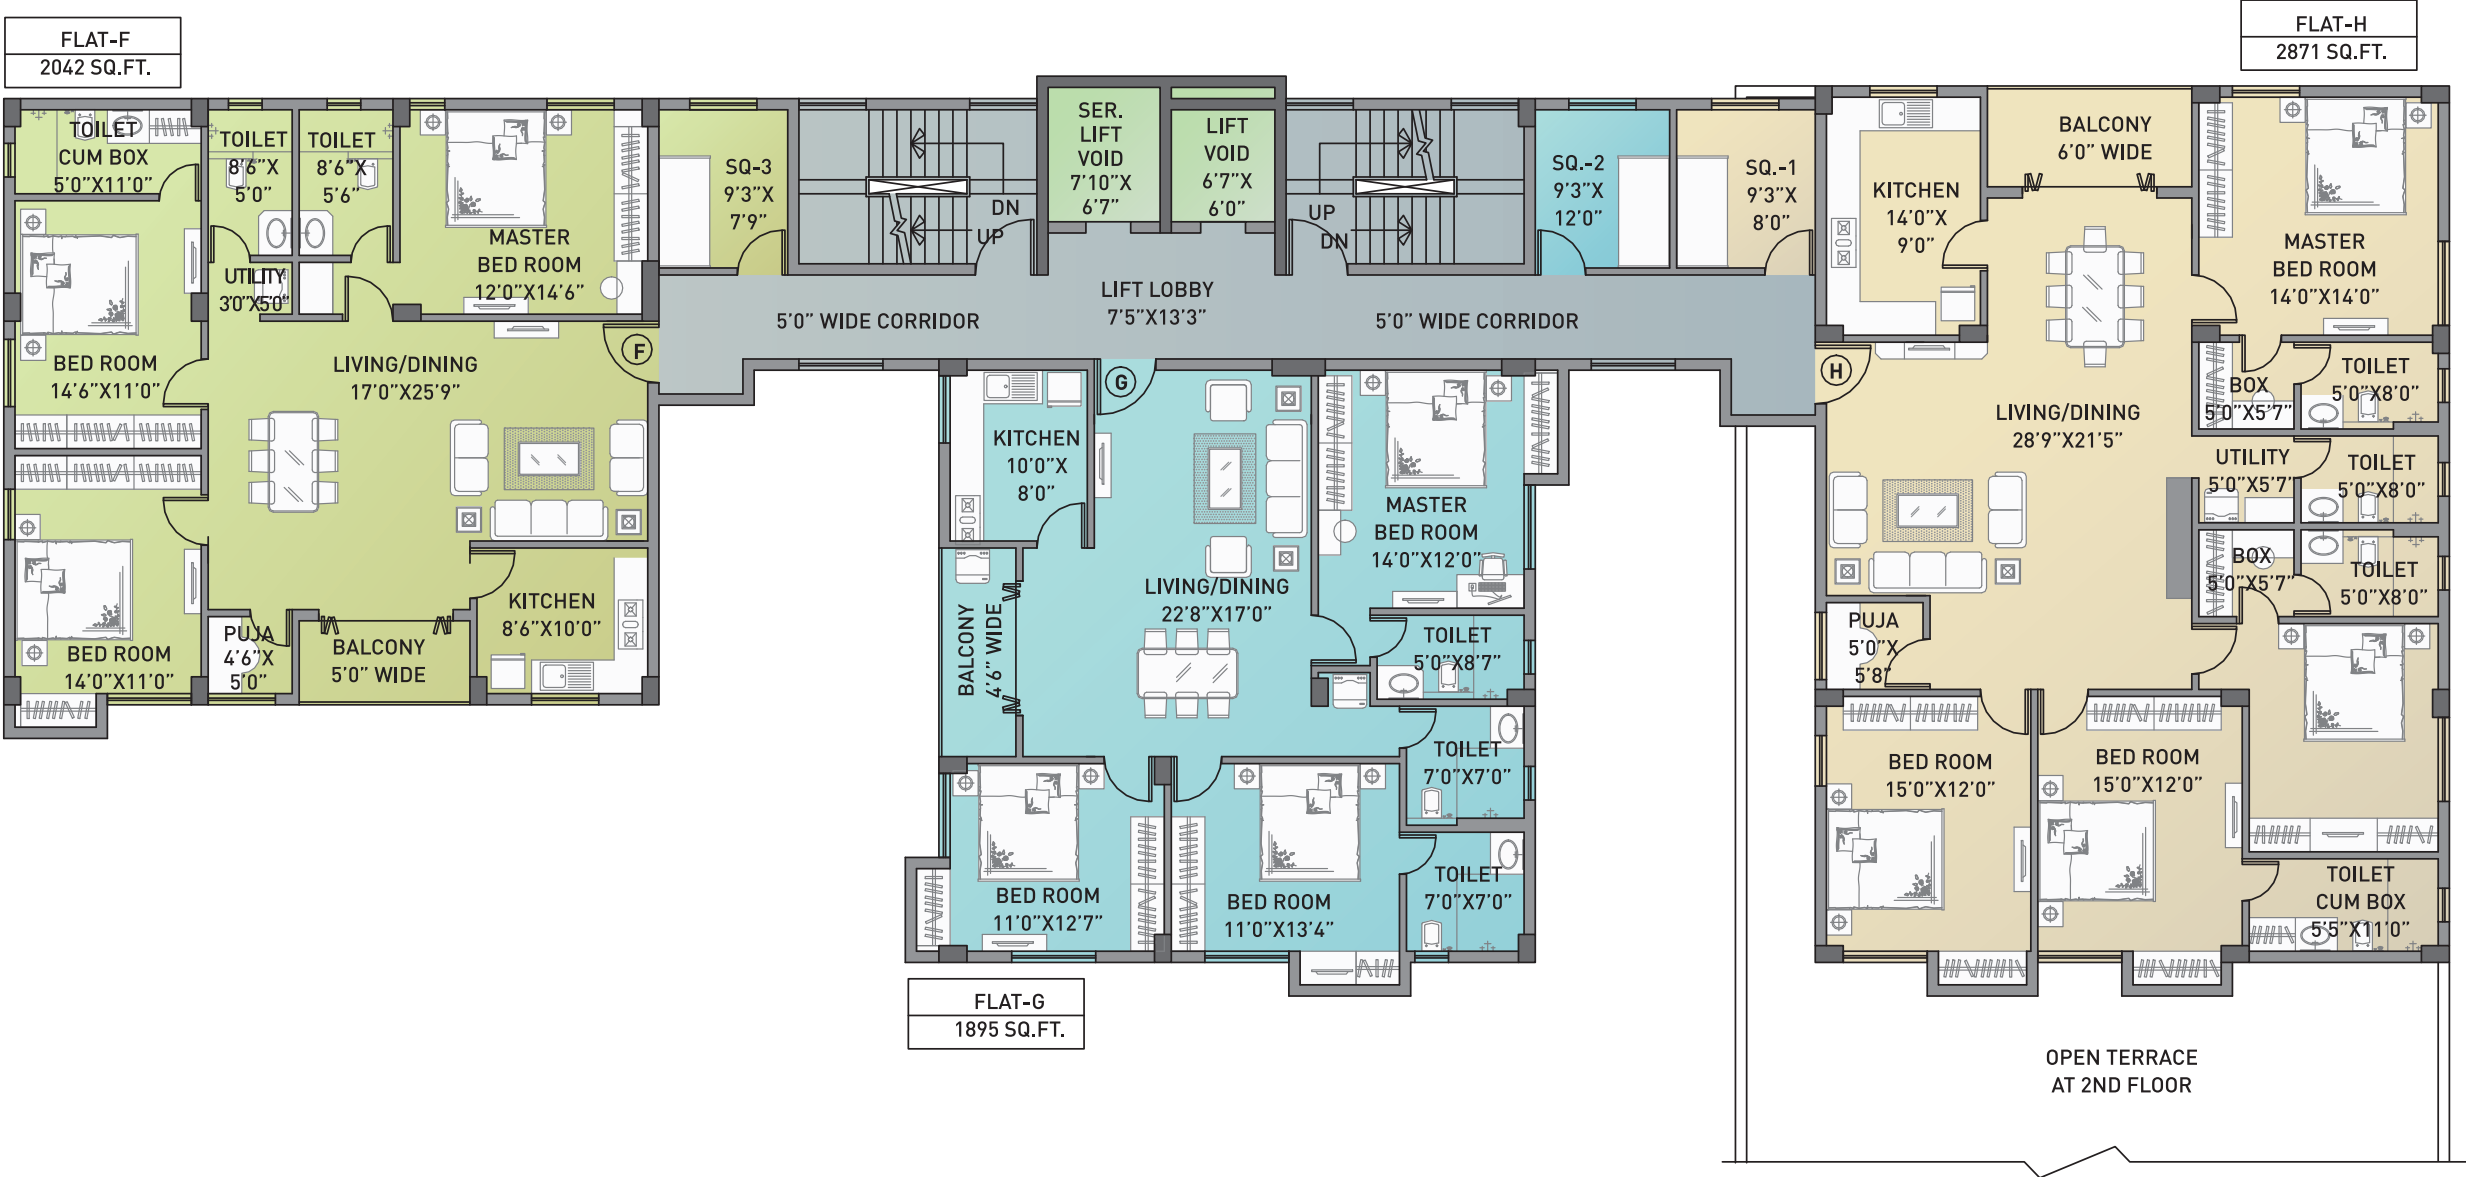 FLAT-F
2042 SQ.FT.
TOILET
CUM BOX
5'0"X11'0"
TOILET
8'6"X
5'0"
TOILET
8'6"X
5'6"
MASTER
BED ROOM
12'0"X14'6"
UTILITY
3'0"X5'0"
BED ROOM
14'6"X11'0"
LIVING/DINING
17'0"X25'9"
F
BED ROOM
14'0"X11'0"
PUJA
4'6"X
5'0"
BALCONY
5'0" WIDE
KITCHEN
8'6"X10'0"
SQ-3
9'3"X
7'9"
DN
UP
SER.
LIFT
VOID
7'10"X
6'7"
LIFT
VOID
6'7"X
6'0"
UP
DN
SQ.-2
9'3"X
12'0"
SQ.-1
9'3"X
8'0"
5'0" WIDE CORRIDOR
LIFT LOBBY
7'5"X13'3"
5'0" WIDE CORRIDOR
G
KITCHEN
10'0"X
8'0"
MASTER
BED ROOM
14'0"X12'0"
LIVING/DINING
22'8"X17'0"
BALCONY
4'6" WIDE
TOILET
5'0"X8'7"
TOILET
7'0"X7'0"
BED ROOM
11'0"X12'7"
BED ROOM
11'0"X13'4"
TOILET
7'0"X7'0"
FLAT-G
1895 SQ.FT.
FLAT-H
2871 SQ.FT.
KITCHEN
14'0"X
9'0"
BALCONY
6'0" WIDE
MASTER
BED ROOM
14'0"X14'0"
H
LIVING/DINING
28'9"X21'5"
BOX
5'0"X5'7"
TOILET
5'0"X8'0"
UTILITY
5'0"X5'7"
TOILET
5'0"X8'0"
BOX
5'0"X5'7"
TOILET
5'0"X8'0"
PUJA
5'0"X
5'8"
BED ROOM
15'0"X12'0"
BED ROOM
15'0"X12'0"
TOILET
CUM BOX
5'5"X11'0"
OPEN TERRACE
AT 2ND FLOOR